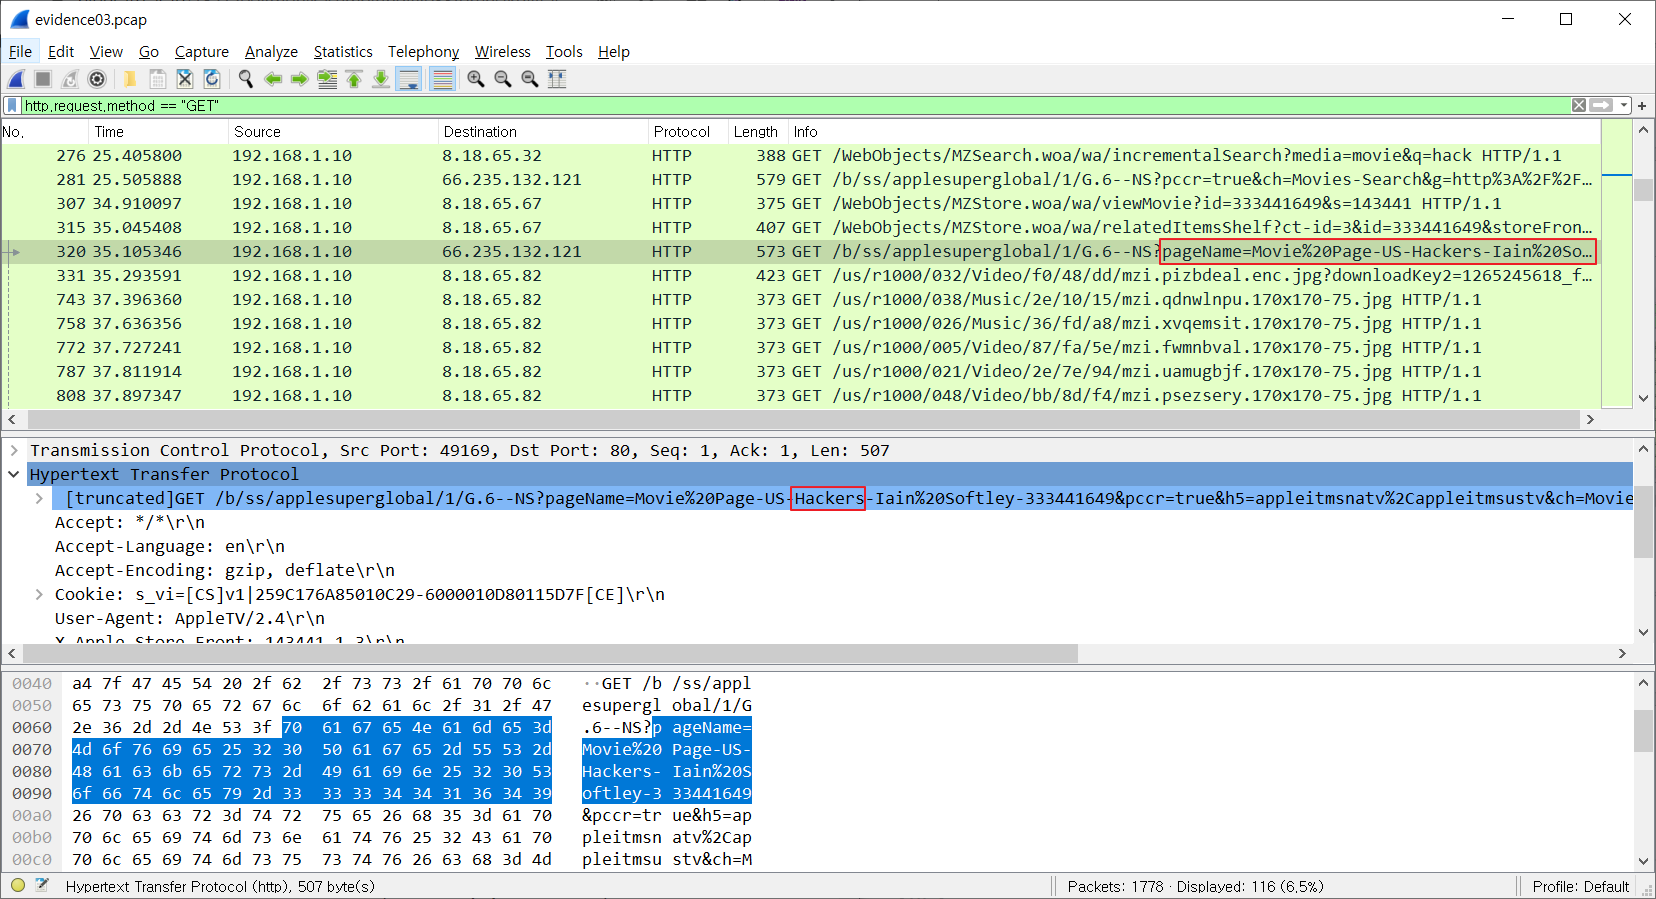 evidence03.pcap
File Edit View Go Capture Analyze Statistics Telephony Wireless Tools Help
http.request.method == "GET"
No. Time Source Destination Protocol Length Info
276 25.405800 192.168.1.10 8.18.65.32 HTTP 388 GET /WebObjects/MZSearch.woa/wa/incrementalSearch?media=movie&q=hack HTTP/1.1
281 25.505888 192.168.1.10 66.235.132.121 HTTP 579 GET /b/ss/applesuperglobal/1/G.6--NS?pccr=true&ch=Movies-Search&g=http%3A%2F%2F…
307 34.910097 192.168.1.10 8.18.65.67 HTTP 375 GET /WebObjects/MZStore.woa/wa/viewMovie?id=333441649&s=143441 HTTP/1.1
315 35.045408 192.168.1.10 8.18.65.67 HTTP 407 GET /WebObjects/MZStore.woa/wa/relatedItemsShelf?ct-id=3&id=333441649&storeFron…
320 35.105346 192.168.1.10 66.235.132.121 HTTP 573 GET /b/ss/applesuperglobal/1/G.6--NS?pageName=Movie%20Page-US-Hackers-Iain%20So…
331 35.293591 192.168.1.10 8.18.65.82 HTTP 423 GET /us/r1000/032/Video/f0/48/dd/mzi.pizbdeal.enc.jpg?downloadKey2=1265245618_f…
743 37.396360 192.168.1.10 8.18.65.82 HTTP 373 GET /us/r1000/038/Music/2e/10/15/mzi.qdnwlnpu.170x170-75.jpg HTTP/1.1
758 37.636356 192.168.1.10 8.18.65.82 HTTP 373 GET /us/r1000/026/Music/36/fd/a8/mzi.xvqemsit.170x170-75.jpg HTTP/1.1
772 37.727241 192.168.1.10 8.18.65.82 HTTP 373 GET /us/r1000/005/Video/87/fa/5e/mzi.fwmnbval.170x170-75.jpg HTTP/1.1
787 37.811914 192.168.1.10 8.18.65.82 HTTP 373 GET /us/r1000/021/Video/2e/7e/94/mzi.uamugbjf.170x170-75.jpg HTTP/1.1
808 37.897347 192.168.1.10 8.18.65.82 HTTP 373 GET /us/r1000/048/Video/bb/8d/f4/mzi.psezsery.170x170-75.jpg HTTP/1.1
Transmission Control Protocol, Src Port: 49169, Dst Port: 80, Seq: 1, Ack: 1, Len: 507
Hypertext Transfer Protocol
[truncated]GET /b/ss/applesuperglobal/1/G.6--NS?pageName=Movie%20Page-US-Hackers-Iain%20Softley-333441649&pccr=true&h5=appleitmsnatv%2Cappleitmsustv&ch=Movie
Accept: */*\r\n
Accept-Language: en\r\n
Accept-Encoding: gzip, deflate\r\n
Cookie: s_vi=[CS]v1|259C176A85010C29-6000010D80115D7F[CE]\r\n
User-Agent: AppleTV/2.4\r\n
X-Apple-Store-Front: 143441-1,3\r\n
0040 a4 7f 47 45 54 20 2f 62 2f 73 73 2f 61 70 70 6c ··GET /b /ss/appl
0050 65 73 75 70 65 72 67 6c 6f 62 61 6c 2f 31 2f 47 esupergl obal/1/G
0060 2e 36 2d 2d 4e 53 3f 70 61 67 65 4e 61 6d 65 3d .6--NS?p ageName=
0070 4d 6f 76 69 65 25 32 30 50 61 67 65 2d 55 53 2d Movie%20 Page-US-
0080 48 61 63 6b 65 72 73 2d 49 61 69 6e 25 32 30 53 Hackers- Iain%20S
0090 6f 66 74 6c 65 79 2d 33 33 33 34 34 31 36 34 39 oftley-3 33441649
00a0 26 70 63 63 72 3d 74 72 75 65 26 68 35 3d 61 70 &pccr=tr ue&h5=ap
00b0 70 6c 65 69 74 6d 73 6e 61 74 76 25 32 43 61 70 pleitmsn atv%2Cap
00c0 70 6c 65 69 74 6d 73 75 73 74 76 26 63 68 3d 4d pleitmsu stv&ch=M
Hypertext Transfer Protocol (http), 507 byte(s) Packets: 1778 · Displayed: 116 (6.5%) Profile: Default